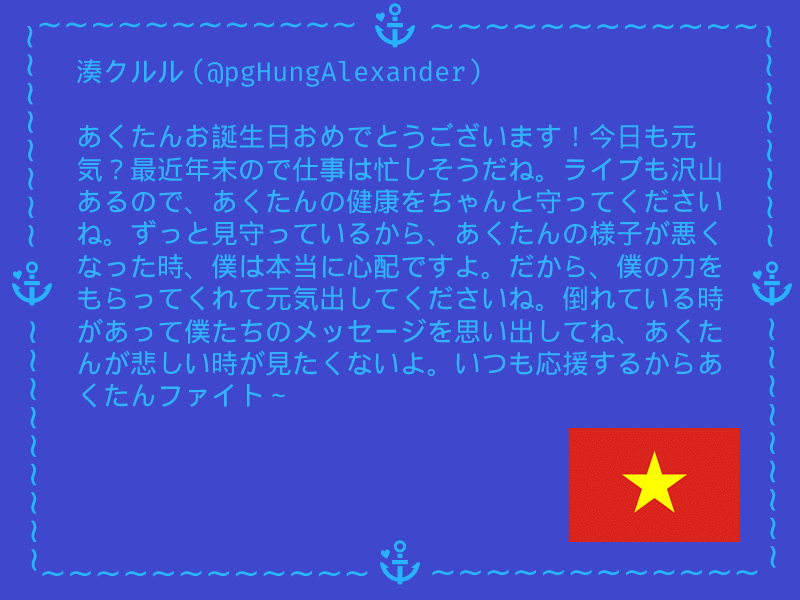 湊クルル (@pgHungAlexander)
あくたんお誕生日おめでとうございます！今日も元
気？最近年末ので仕事は忙しそうだね。ライブも沢山
あるので、あくたんの健康をちゃんと守ってください
ね。ずっと見守っているから、あくたんの様子が悪く
なった時、僕は本当に心配ですよ。だから、僕の力を
もらってくれて元気出してくださいね。倒れている時
があって僕たちのメッセージを思い出してね、あくた
んが悲しい時が見たくないよ。いつも応援するからあ
くたんファイト～